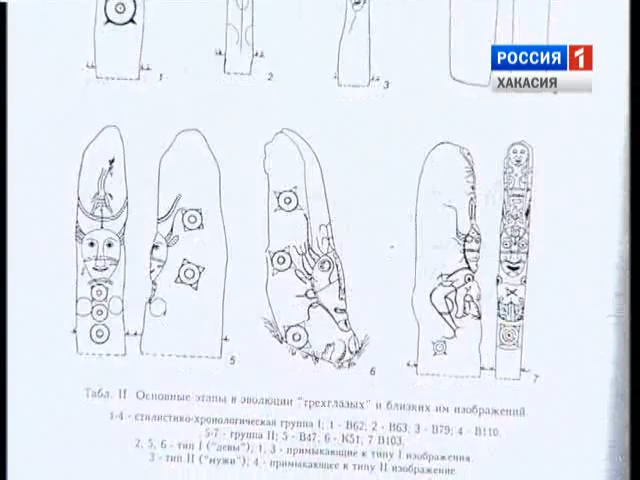 РОССИЯ 1
ХАКАСИЯ
1
2
3
5
6
7
Табл. II Основные этапы в эволюции "трехглазых" и близких им изображений.
1-4 - стилистико-хронологическая группа I; 1 - В62; 2 - В63; 3 - В79; 4 - В110.
5-7 - группа II; 5 - В47; 6 - К51; 7 В103.
2, 5, 6 - тип I ("девы"); 1, 3 - примыкающие к типу I изображения.
3 - тип II ("мужи"); 4 - примыкающее к типу II изображение.